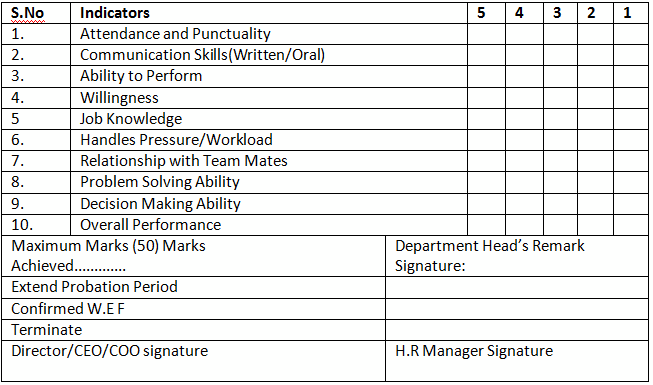 S.No Indicators 5 4 3 2 1
1. Attendance and Punctuality
2. Communication Skills(Written/Oral)
3. Ability to Perform
4. Willingness
5 Job Knowledge
6. Handles Pressure/Workload
7. Relationship with Team Mates
8. Problem Solving Ability
9. Decision Making Ability
10. Overall Performance
Maximum Marks (50) Marks
Achieved.............
Department Head's Remark
Signature:
Extend Probation Period
Confirmed W.E F
Terminate
Director/CEO/COO signature H.R Manager Signature